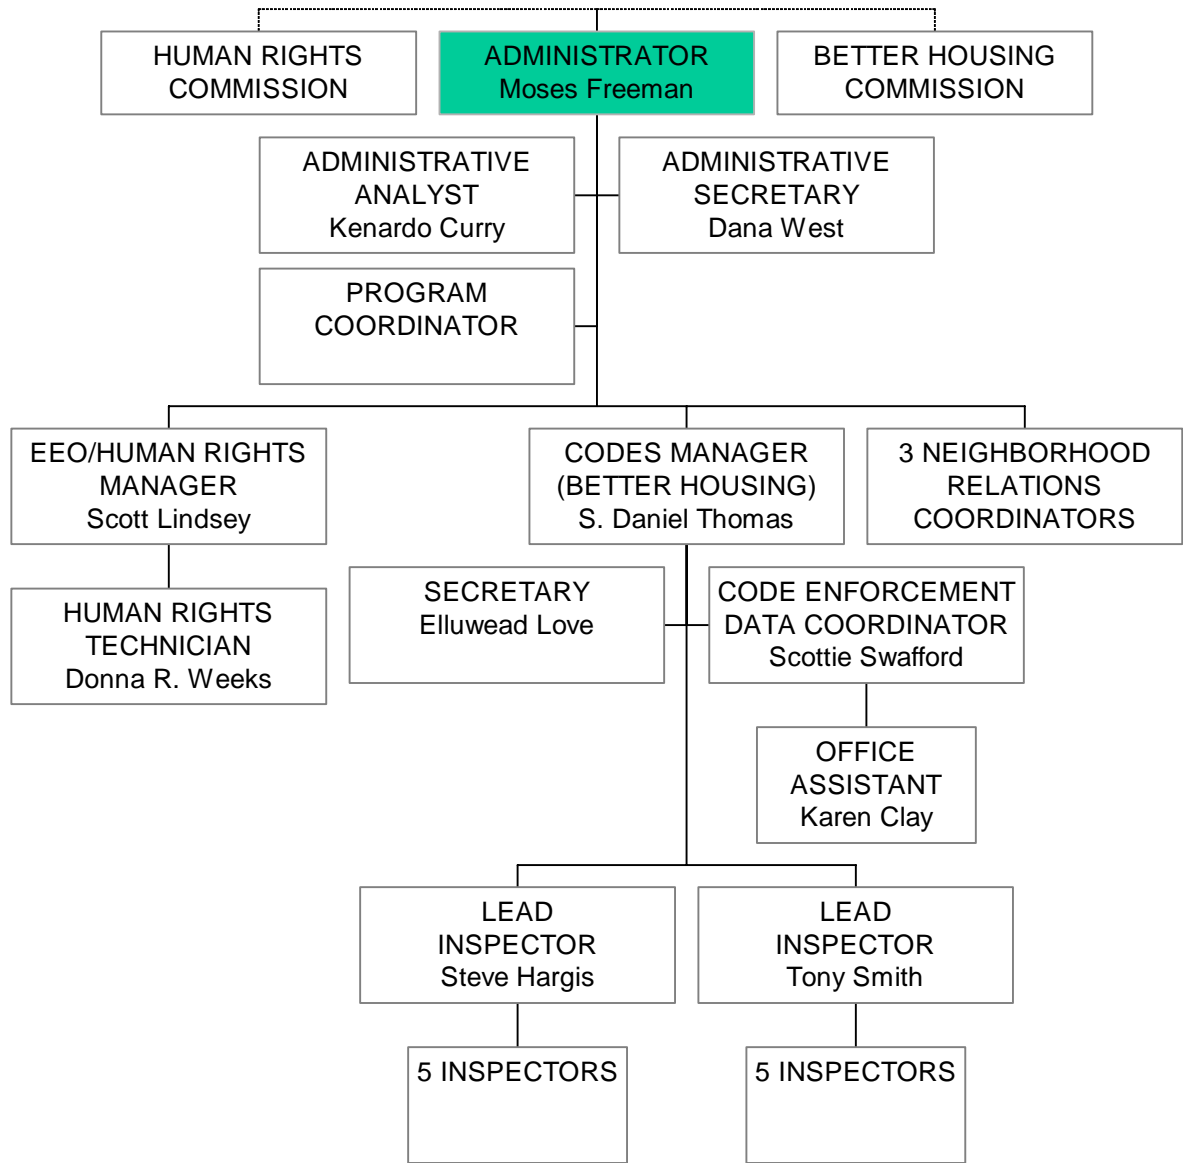 HUMAN RIGHTS
COMMISSION
ADMINISTRATOR
Moses Freeman
BETTER HOUSING
COMMISSION
ADMINISTRATIVE
ANALYST
Kenardo Curry
ADMINISTRATIVE
SECRETARY
Dana West
PROGRAM
COORDINATOR
EEO/HUMAN RIGHTS
MANAGER
Scott Lindsey
CODES MANAGER
(BETTER HOUSING)
S. Daniel Thomas
3 NEIGHBORHOOD
RELATIONS
COORDINATORS
HUMAN RIGHTS
TECHNICIAN
Donna R. Weeks
SECRETARY
Elluwead Love
CODE ENFORCEMENT
DATA COORDINATOR
Scottie Swafford
OFFICE
ASSISTANT
Karen Clay
LEAD
INSPECTOR
Steve Hargis
LEAD
INSPECTOR
Tony Smith
5 INSPECTORS
5 INSPECTORS